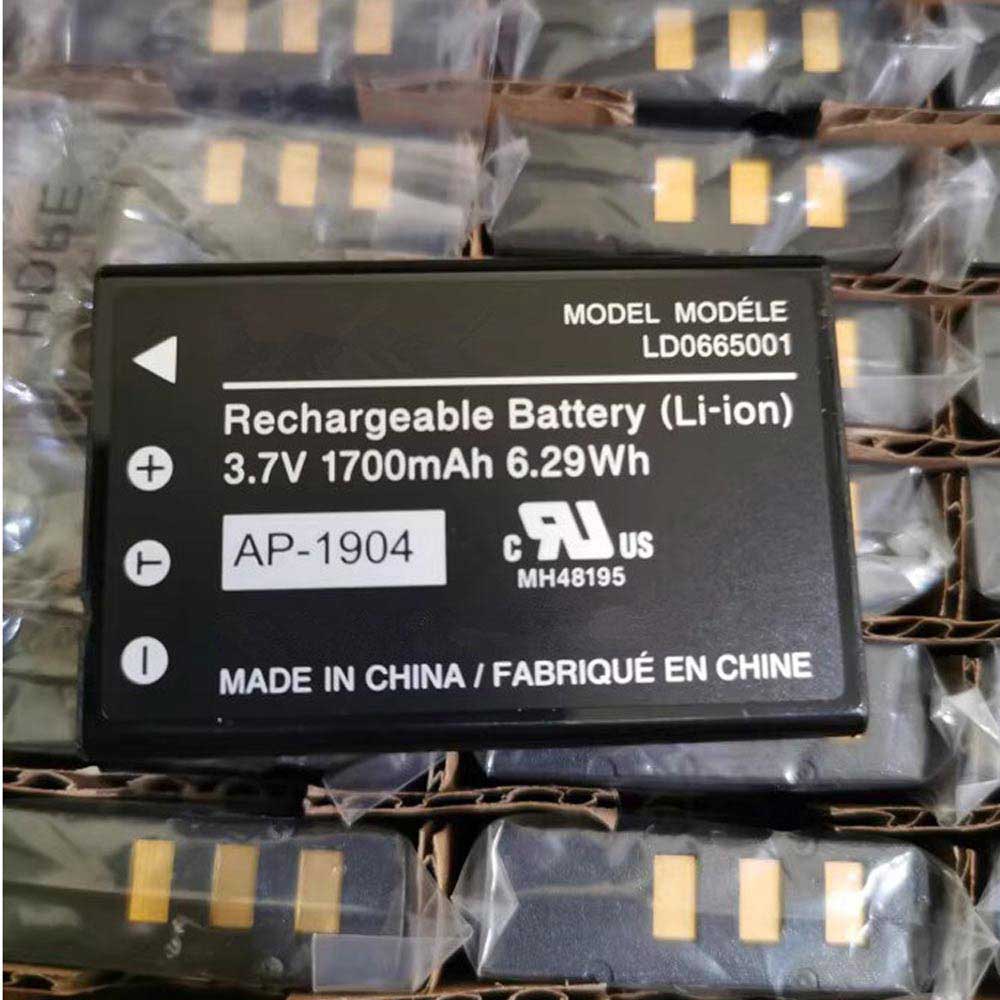 MODEL MODÉLE
LD0665001
Rechargeable Battery (Li-ion)
3.7V 1700mAh 6.29Wh
+
T
−
AP-1904
c RU US
MH48195
MADE IN CHINA / FABRIQUÉ EN CHINE